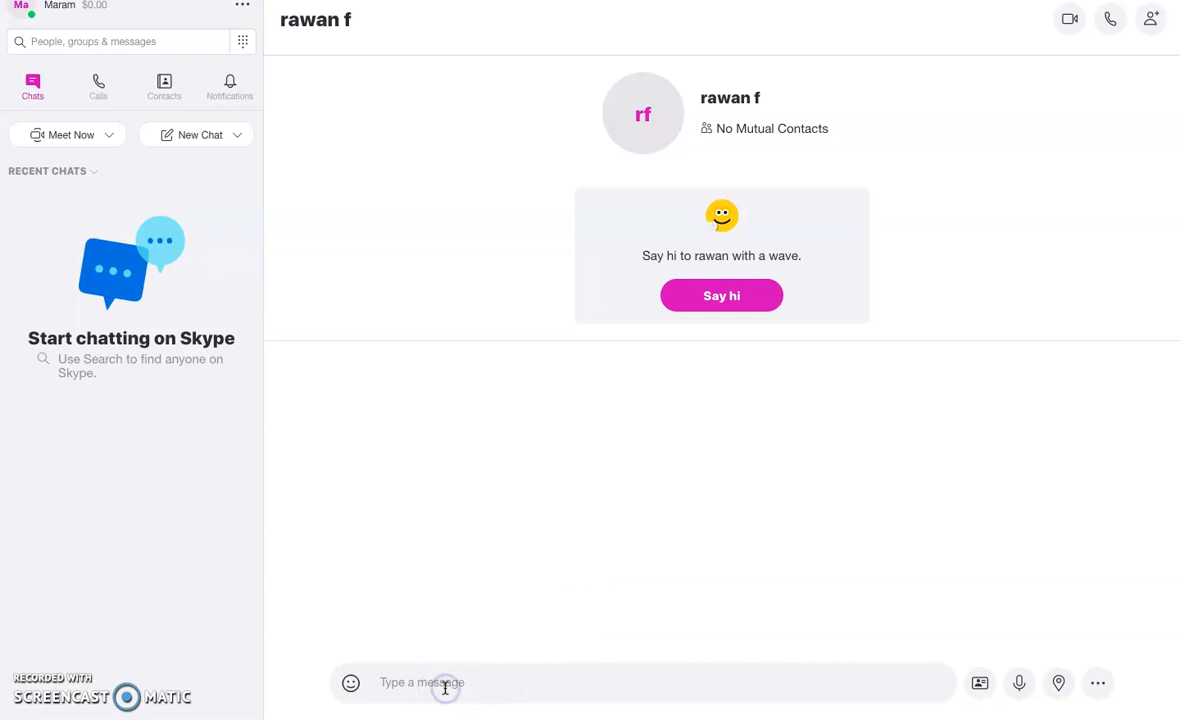 Ma
Maram $0.00
rawan f
People, groups & messages
Chats
Calls
Contacts
Notifications
Meet Now
New Chat
RECENT CHATS
Start chatting on Skype
Use Search to find anyone on
Skype.
rf
rawan f
No Mutual Contacts
Say hi to rawan with a wave.
Say hi
Type a message
RECORDED WITH
SCREENCAST MATIC